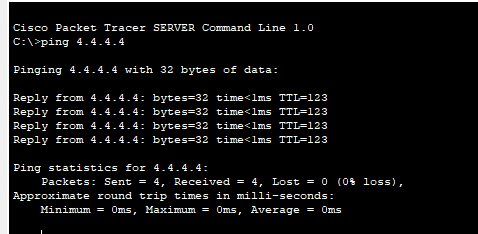 Cisco Packet Tracer SERVER Command Line 1.0
C:\>ping 4.4.4.4
Pinging 4.4.4.4 with 32 bytes of data:
Reply from 4.4.4.4: bytes=32 time<1ms TTL=123
Reply from 4.4.4.4: bytes=32 time<1ms TTL=123
Reply from 4.4.4.4: bytes=32 time<1ms TTL=123
Reply from 4.4.4.4: bytes=32 time<1ms TTL=123
Ping statistics for 4.4.4.4:
Packets: Sent = 4, Received = 4, Lost = 0 (0% loss),
Approximate round trip times in milli-seconds:
Minimum = 0ms, Maximum = 0ms, Average = 0ms